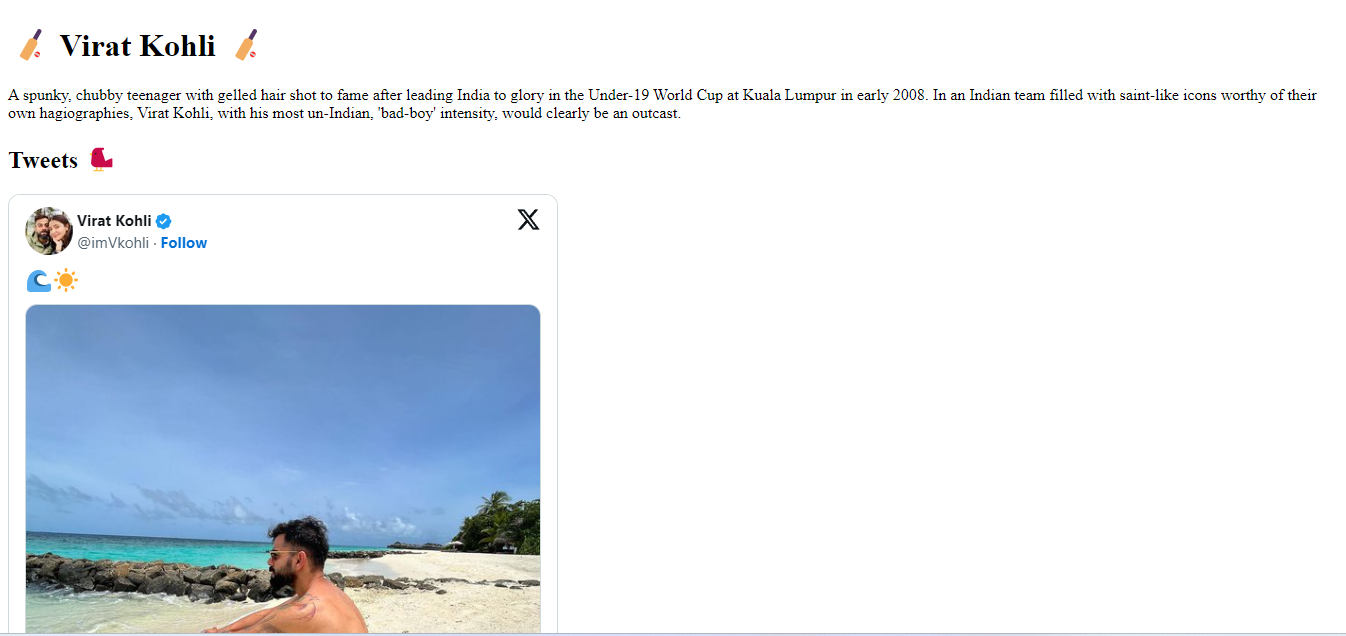 Virat Kohli
A spunky, chubby teenager with gelled hair shot to fame after leading India to glory in the Under-19 World Cup at Kuala Lumpur in early 2008. In an Indian team filled with saint-like icons worthy of their
own hagiographies, Virat Kohli, with his most un-Indian, 'bad-boy' intensity, would clearly be an outcast.
Tweets
Virat Kohli
@imVkohli · Follow